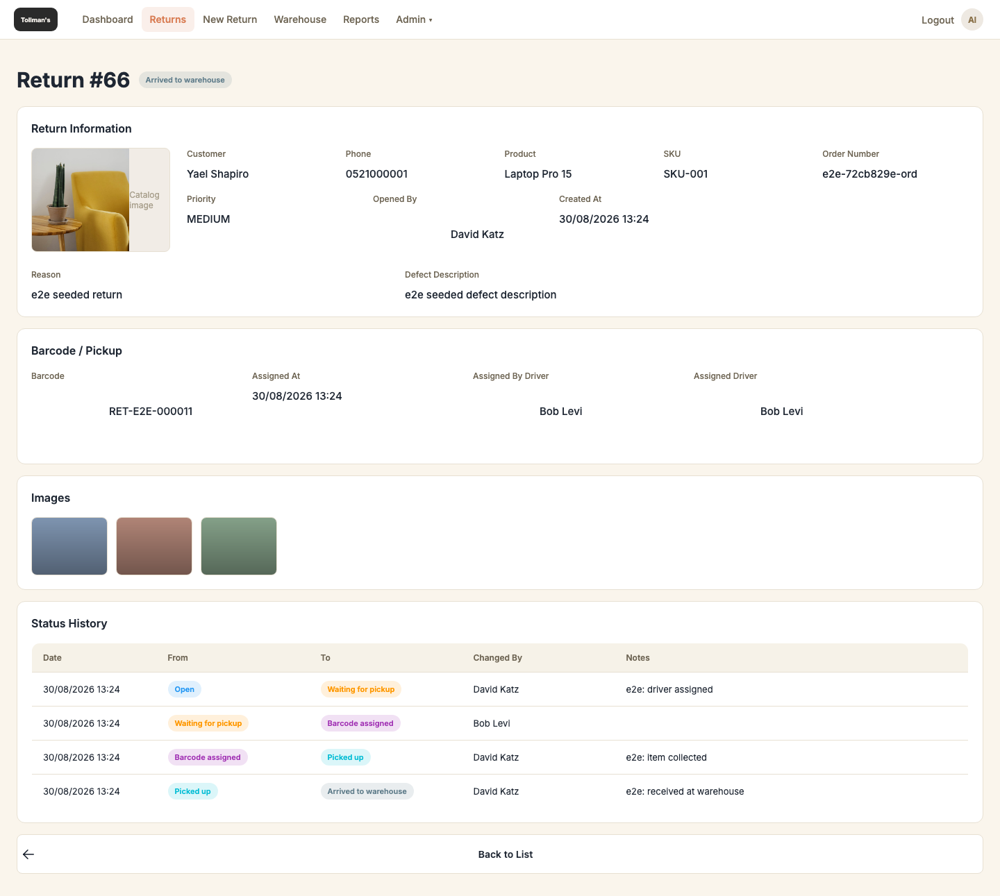 Tollman's
Dashboard
Returns
New Return
Warehouse
Reports
Admin ▾
Logout
AI
Return #66
Arrived to warehouse
Return Information
Catalog
image
Customer
Phone
Product
SKU
Order Number
Yael Shapiro
0521000001
Laptop Pro 15
SKU-001
e2e-72cb829e-ord
Priority
Opened By
Created At
MEDIUM
David Katz
30/08/2026 13:24
Reason
Defect Description
e2e seeded return
e2e seeded defect description
Barcode / Pickup
Barcode
Assigned At
Assigned By Driver
Assigned Driver
RET-E2E-000011
30/08/2026 13:24
Bob Levi
Bob Levi
Images
Status History
Date
From
To
Changed By
Notes
30/08/2026 13:24
Open
Waiting for pickup
David Katz
e2e: driver assigned
30/08/2026 13:24
Waiting for pickup
Barcode assigned
Bob Levi
30/08/2026 13:24
Barcode assigned
Picked up
David Katz
e2e: item collected
30/08/2026 13:24
Picked up
Arrived to warehouse
David Katz
e2e: received at warehouse
Back to List